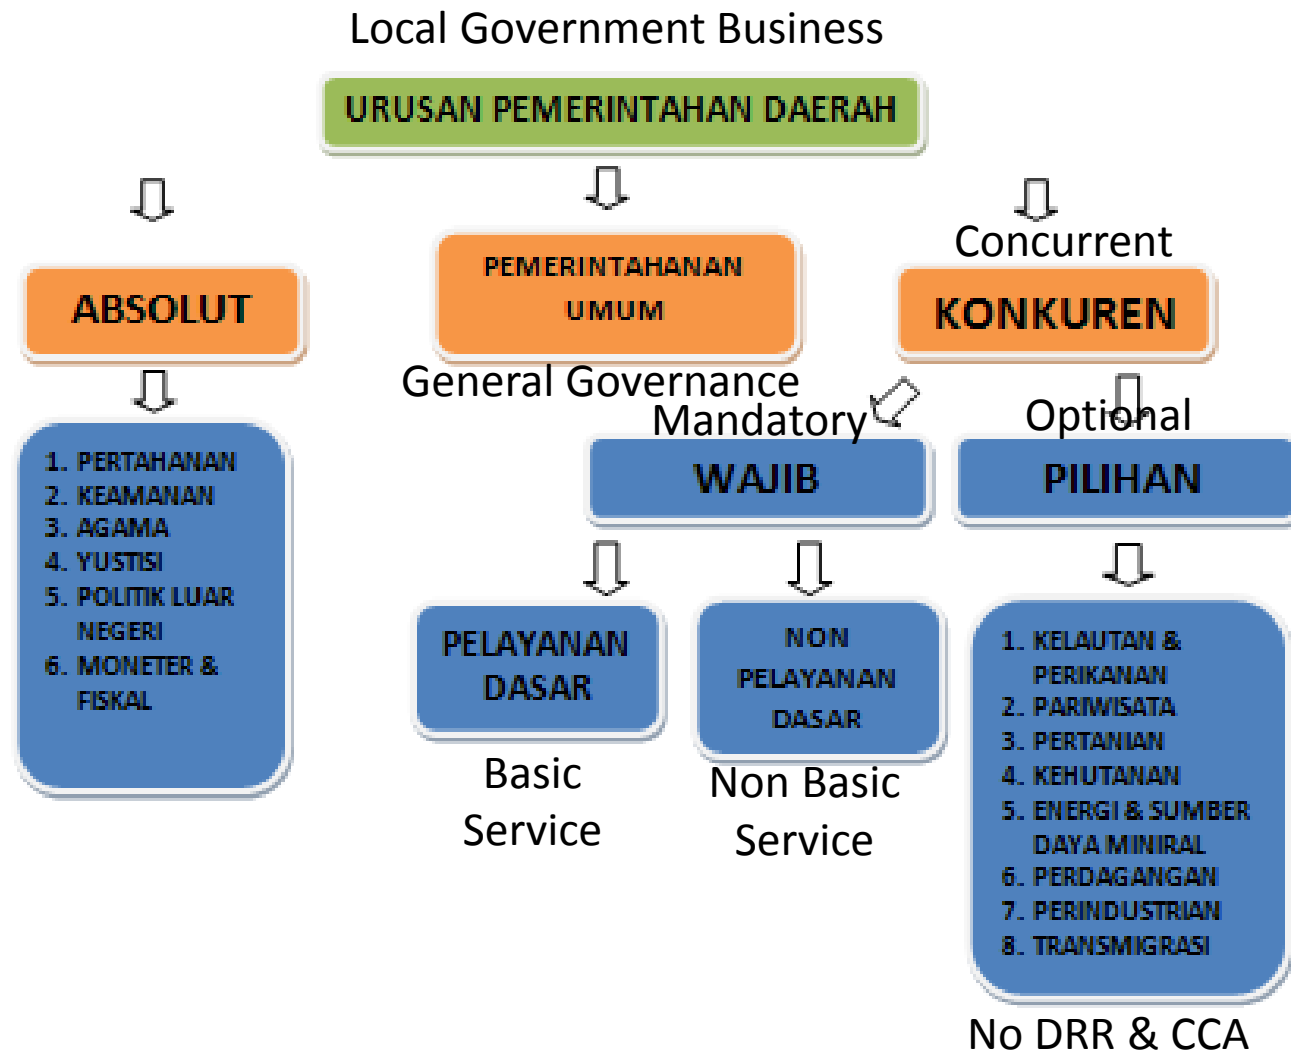 Local Government Business
URUSAN PEMERINTAHAN DAERAH
ABSOLUT
1. PERTAHANAN
2. KEAMANAN
3. AGAMA
4. YUSTISI
5. POLITIK LUAR
NEGERI
6. MONETER &
FISKAL
PEMERINTAHANAN
UMUM
General Governance
Concurrent
KONKUREN
Mandatory
WAJIB
PELAYANAN
DASAR
Basic
Service
NON
PELAYANAN
DASAR
Non Basic
Service
Optional
PILIHAN
1. KELAUTAN &
PERIKANAN
2. PARIWISATA
3. PERTANIAN
4. KEHUTANAN
5. ENERGI & SUMBER
DAYA MINIRAL
6. PERDAGANGAN
7. PERINDUSTRIAN
8. TRANSMIGRASI
No DRR & CCA